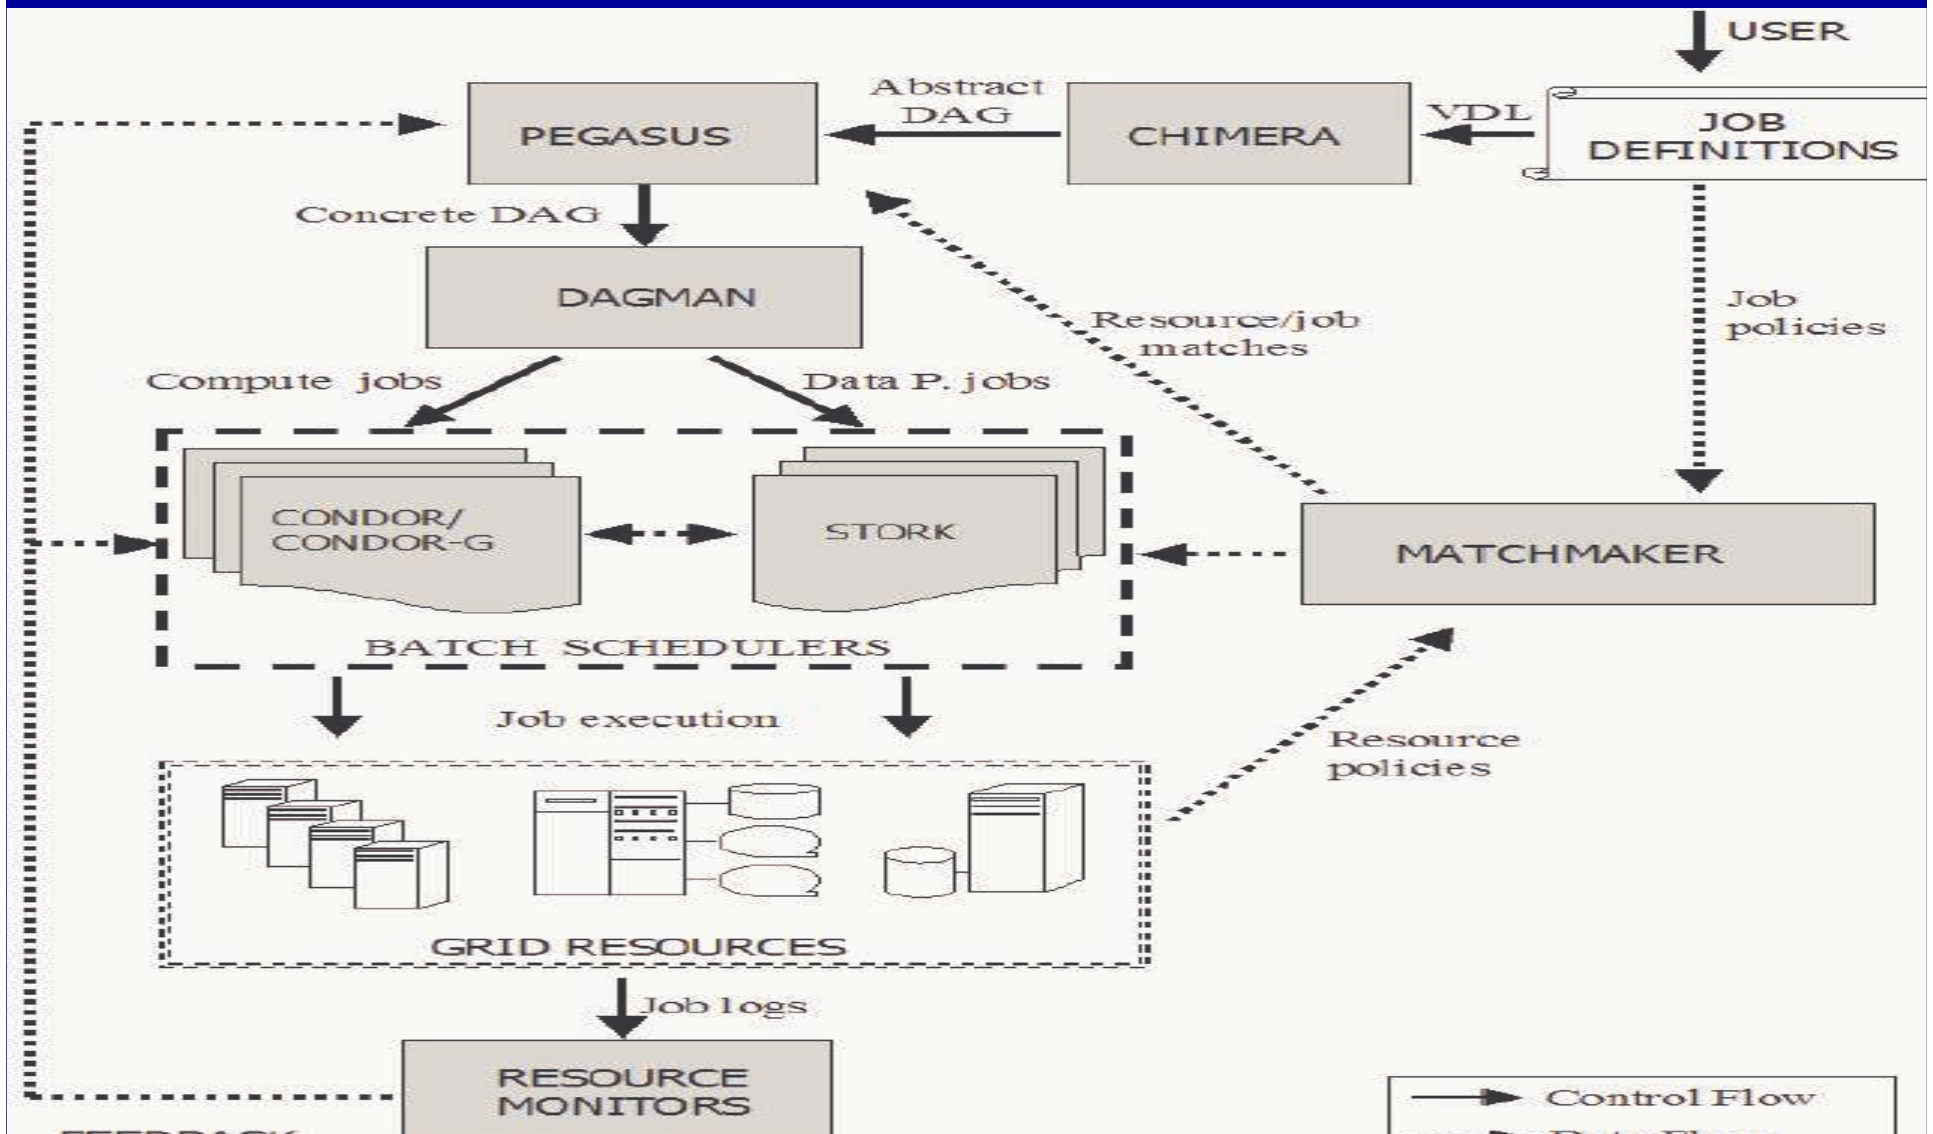 USER
Abstract
DAG
VDL
PEGASUS
CHIMERA
JOB
DEFINITIONS
Concrete DAG
DAGMAN
Resource/job
matches
Job
policies
Compute jobs
Data P. jobs
CONDOR/
CONDOR-G
STORK
MATCHMAKER
BATCH SCHEDULERS
Job execution
Resource
policies
GRID RESOURCES
Job logs
RESOURCE
MONITORS
Control Flow